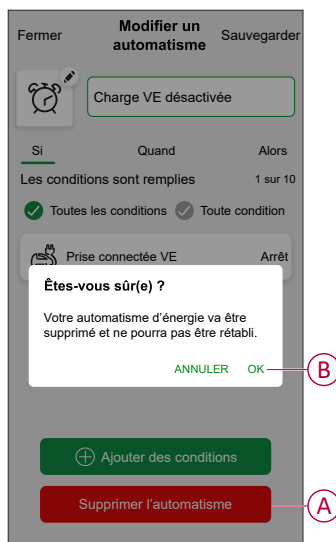 Fermer
Modifier un
automatisme
Sauvegarder
Charge VE désactivée
Si
Quand
Alors
Les conditions sont remplies
1 sur 10
Toutes les conditions
Toute condition
Prise connectée VE
Arrêt
Êtes-vous sûr(e) ?
Votre automatisme d'énergie va être
supprimé et ne pourra pas être rétabli.
ANNULER
OK
B
Ajouter des conditions
Supprimer l'automatisme
A